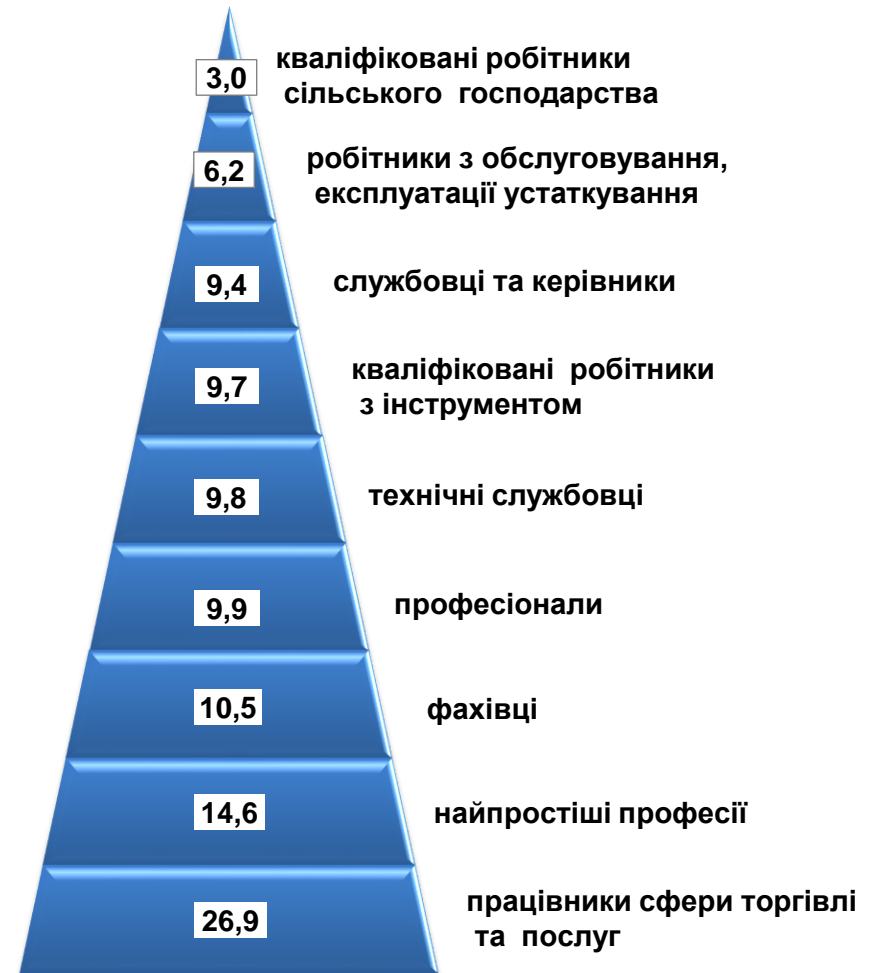 кваліфіковані робітники
3,0
сільського господарства
робітники з обслуговування,
6,2
експлуатації устаткування
9,4 службовці та керівники
кваліфіковані робітники
9,7
з інструментом
9,8 технічні службовці
9,9 професіонали
10,5 фахівці
14,6 найпростіші професії
працівники сфери торгівлі
26,9
та послуг